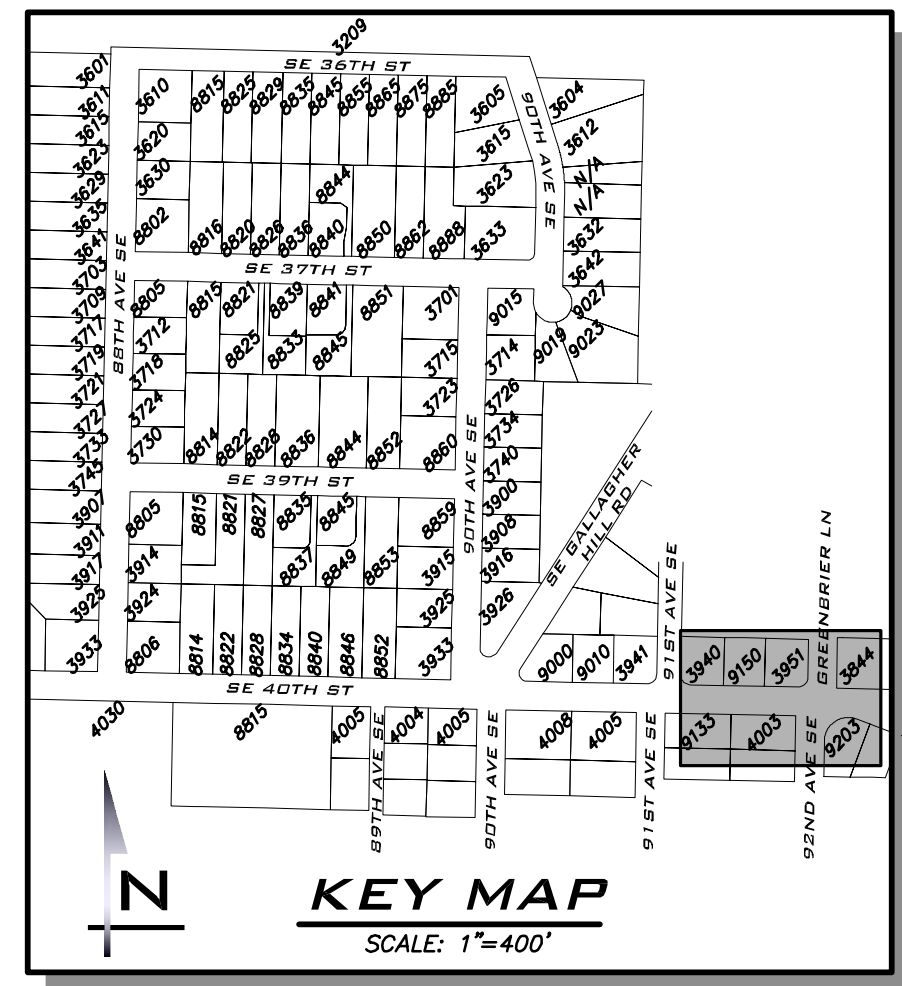 3209
SE 36TH ST
3601
3611
3615
3623
3629
3635
3641
3703
3709
3717
3719
3721
3727
3733
3745
3907
3911
3917
3925
3933
88TH AVE SE
3610
3620
3630
8802
8815 8825 8829 8835 8845 8855 8865 8875 8885
3605
3615
3623
3633
8844
8816 8820 8826 8836 8840 8850 8862 8888
90TH AVE SE
3604
3612
N/A
N/A
3632
3642
9027
9023
9019
SE 37TH ST
8805
3712
3718
3724
3730
8815 8821 8839 8841 8851
8825 8833 8845
3701
3715
3723
8860
8814 8822 8828 8836 8844 8852
9015
3714
3726
3734
3740
3900
3908
3916
3926
90TH AVE SE
SE 39TH ST
8805
3914
3924
8806
8815 8821 8827 8835 8845
8837 8849 8853
8859
3915
3925
3933
8814 8822 8828 8834 8840 8846 8852
SE GALLAGHER
HILL RD
9000 9010 3941
91ST AVE SE
GREENBRIER LN
3940 9150 3951 3844
SE 40TH ST
4030
8815
4005 4004 4005
4008 4005
9133 4003 9203
89TH AVE SE
90TH AVE SE
91ST AVE SE
92ND AVE SE
N
KEY MAP
SCALE: 1"=400'